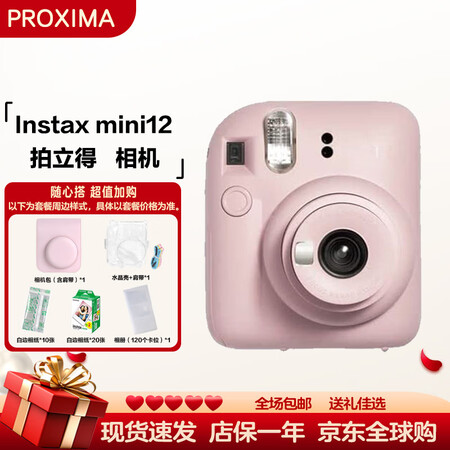 PROXIMA
「Instax mini12
拍立得 相机」
随心搭 超值加购
以下为套餐周边样式，具体以套餐价格为准。
相机包（含肩带）*1
水晶壳+肩带*1
白边相纸*10张
白边相纸*20张
相册（120个卡位）*1
全场包邮 送礼佳选
现货速发 店保一年 京东全球购